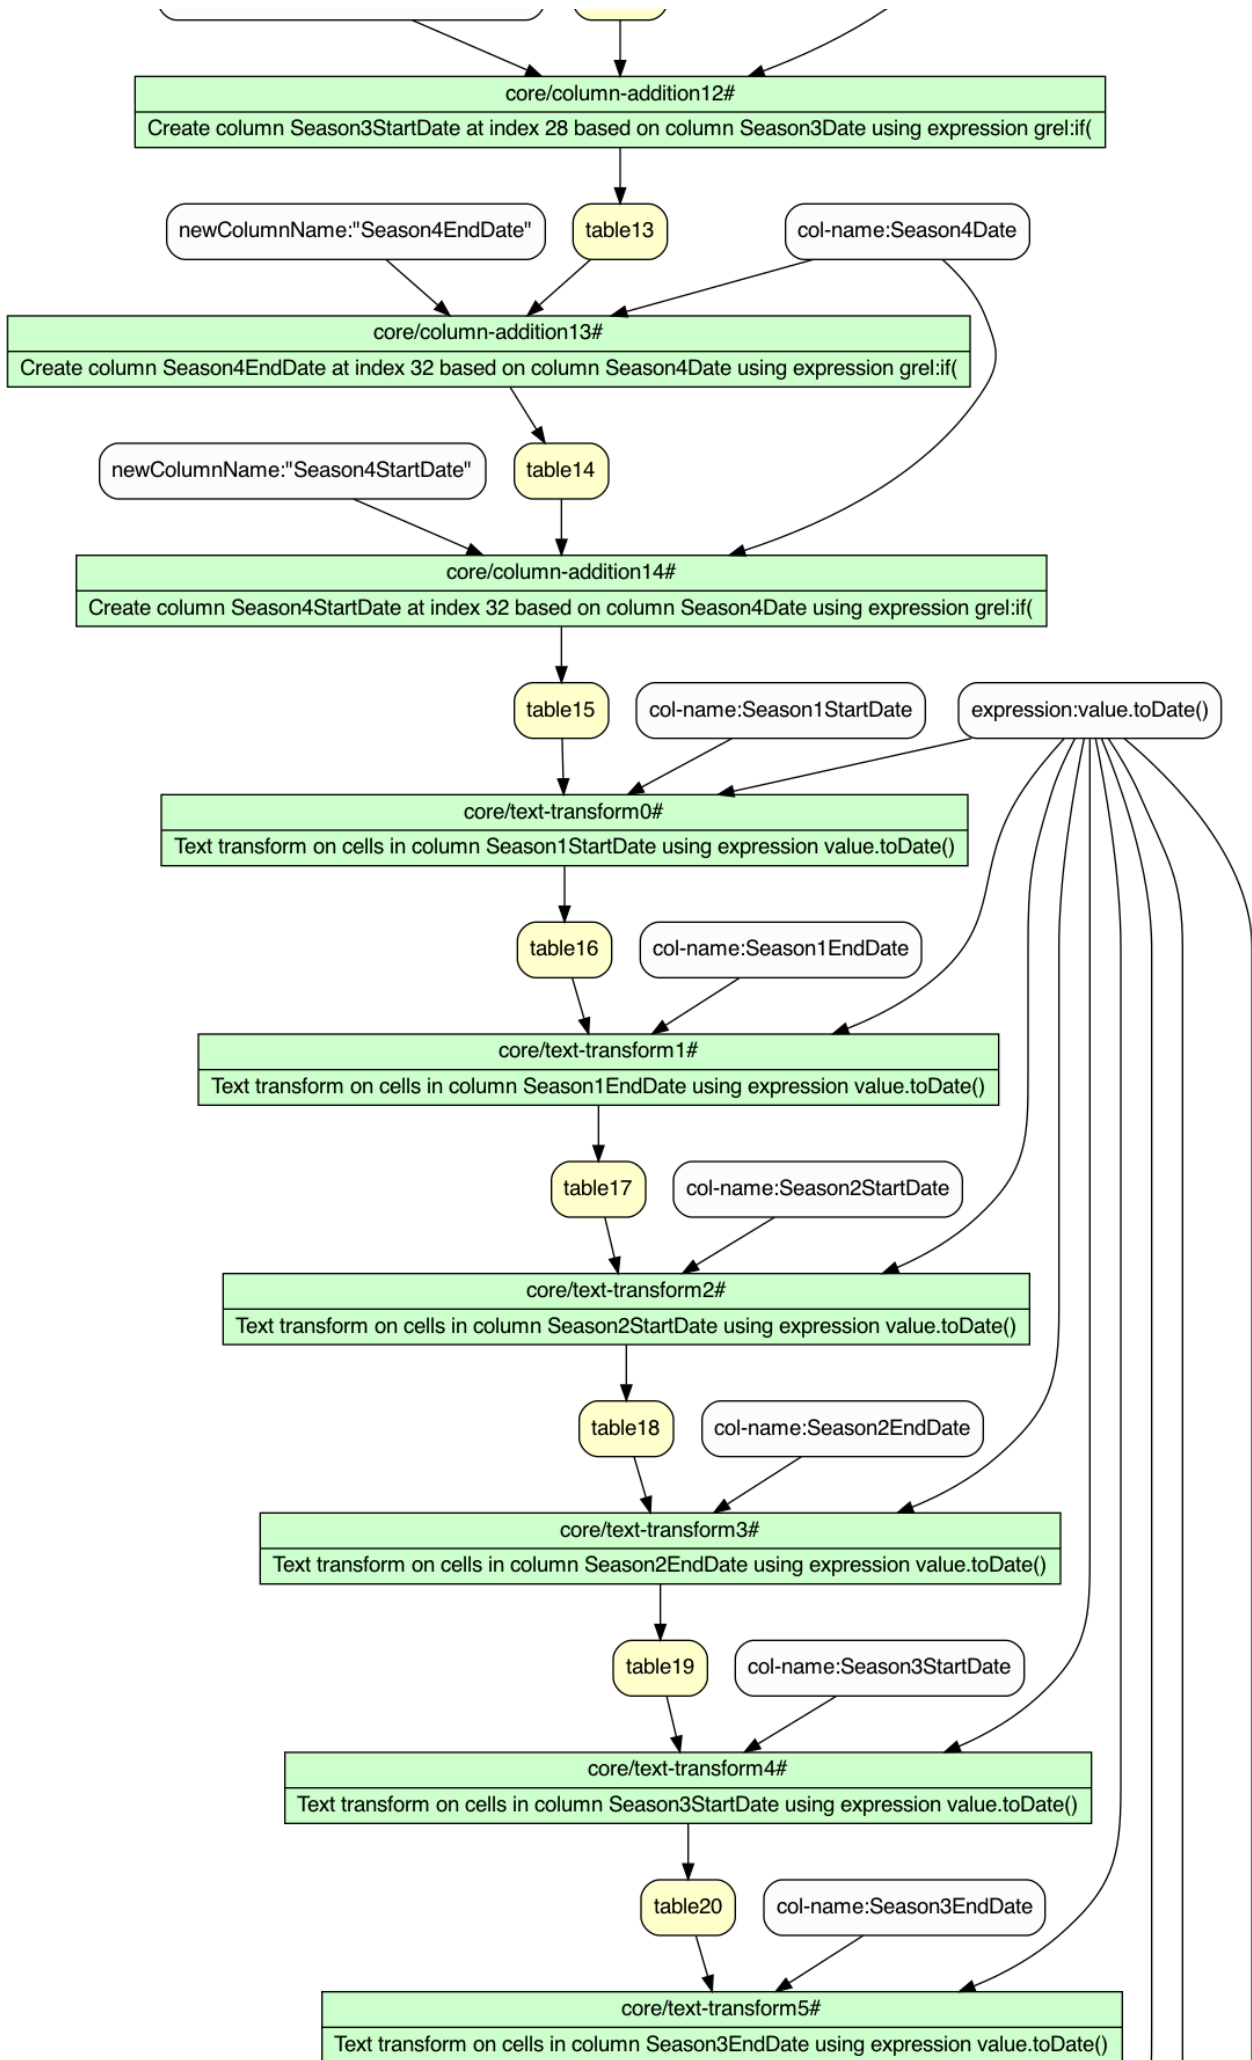 core/column-addition12#
Create column Season3StartDate at index 28 based on column Season3Date using expression grel:if(
newColumnName:"Season4EndDate"
table13
col-name:Season4Date
core/column-addition13#
Create column Season4EndDate at index 32 based on column Season4Date using expression grel:if(
newColumnName:"Season4StartDate"
table14
core/column-addition14#
Create column Season4StartDate at index 32 based on column Season4Date using expression grel:if(
table15
col-name:Season1StartDate
expression:value.toDate()
core/text-transform0#
Text transform on cells in column Season1StartDate using expression value.toDate()
table16
col-name:Season1EndDate
core/text-transform1#
Text transform on cells in column Season1EndDate using expression value.toDate()
table17
col-name:Season2StartDate
core/text-transform2#
Text transform on cells in column Season2StartDate using expression value.toDate()
table18
col-name:Season2EndDate
core/text-transform3#
Text transform on cells in column Season2EndDate using expression value.toDate()
table19
col-name:Season3StartDate
core/text-transform4#
Text transform on cells in column Season3StartDate using expression value.toDate()
table20
col-name:Season3EndDate
core/text-transform5#
Text transform on cells in column Season3EndDate using expression value.toDate()